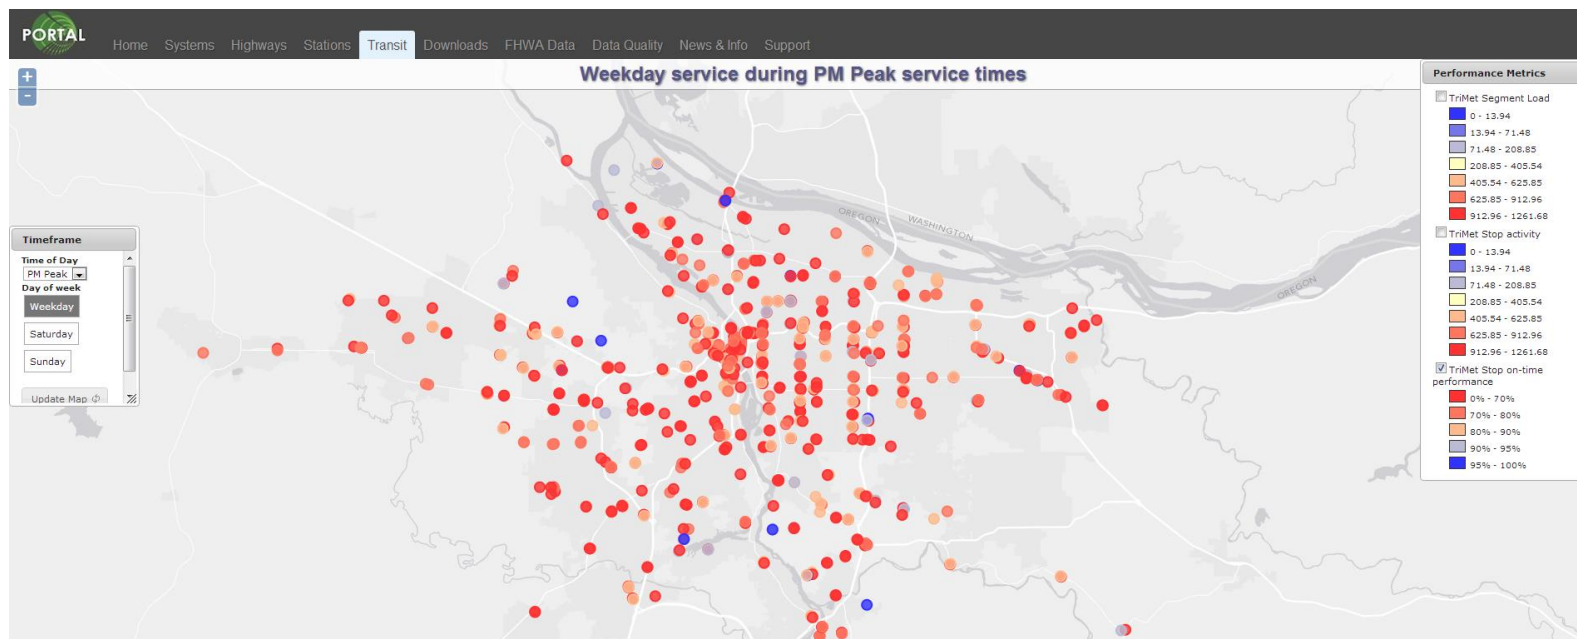 PORTAL
Home Systems Highways Stations Transit Downloads FHWA Data Data Quality News & Info Support
+
-
Weekday service during PM Peak service times
Performance Metrics
TriMet Segment Load
0 - 13.94
13.94 - 71.48
71.48 - 208.85
208.85 - 405.54
405.54 - 625.85
625.85 - 912.96
912.96 - 1261.68
TriMet Stop activity
0 - 13.94
13.94 - 71.48
71.48 - 208.85
208.85 - 405.54
405.54 - 625.85
625.85 - 912.96
912.96 - 1261.68
TriMet Stop on-time
performance
0% - 70%
70% - 80%
80% - 90%
90% - 95%
95% - 100%
Timeframe
Time of Day
PM Peak
Day of week
Weekday
Saturday
Sunday
Update Map
OREGON
WASHINGTON
OREGON